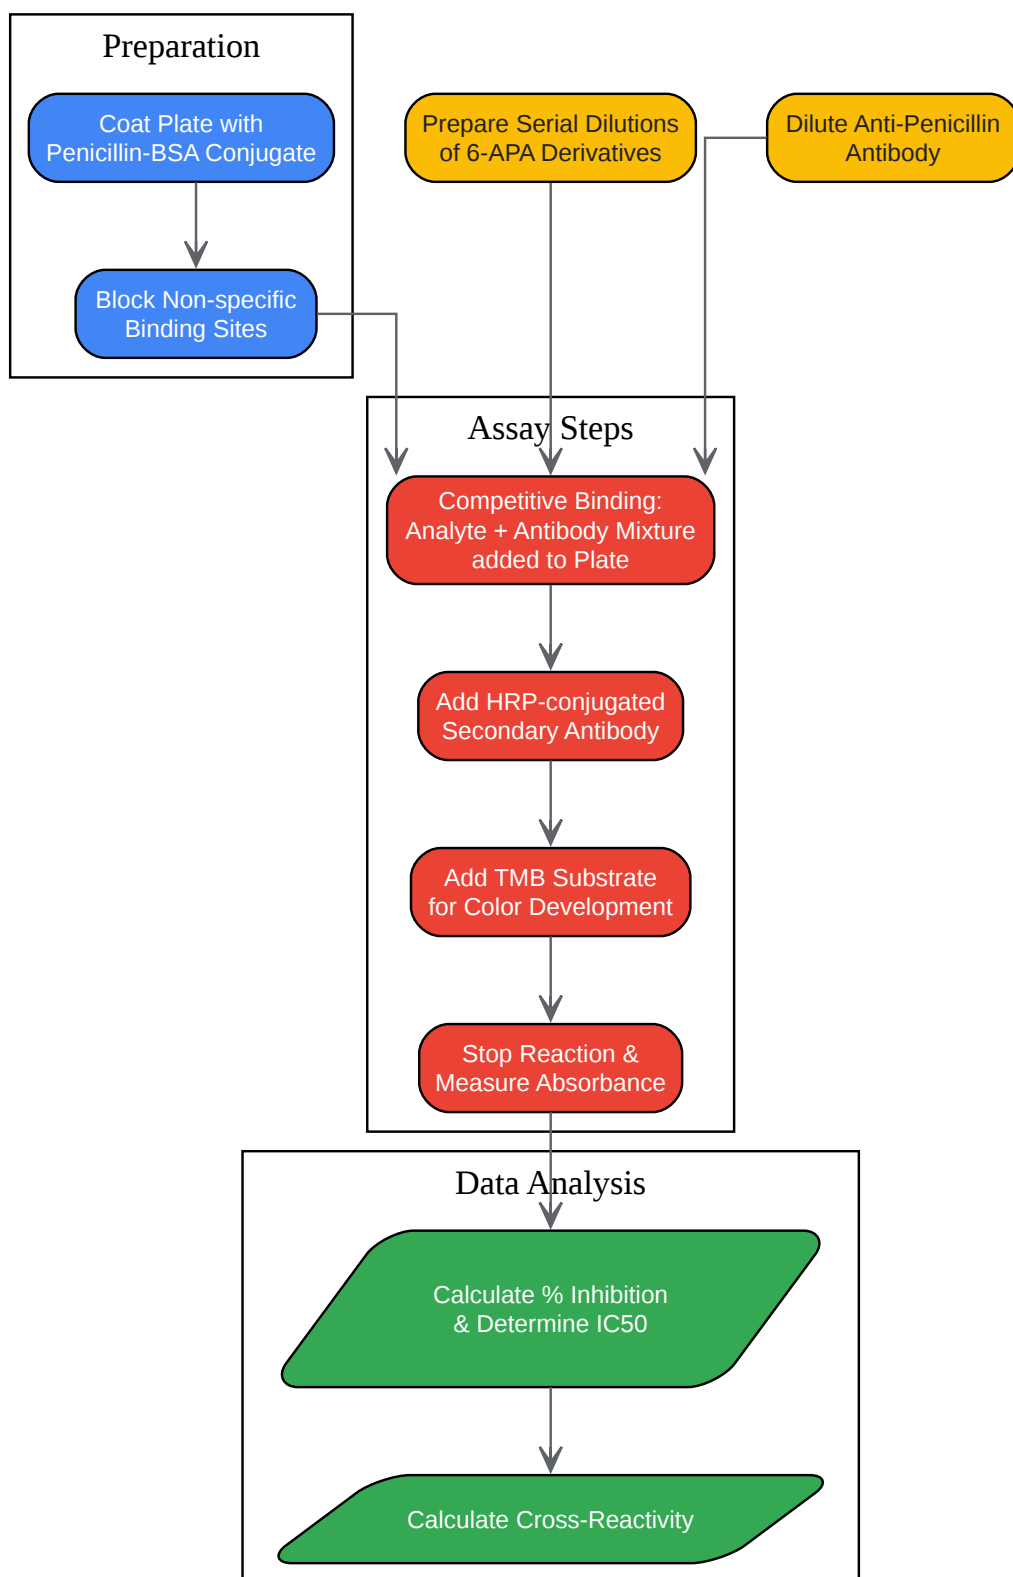 Preparation
Coat Plate with
Penicillin-BSA Conjugate
Prepare Serial Dilutions
of 6-APA Derivatives
Dilute Anti-Penicillin
Antibody
Block Non-specific
Binding Sites
Assay Steps
Competitive Binding:
Analyte + Antibody Mixture
added to Plate
Add HRP-conjugated
Secondary Antibody
Add TMB Substrate
for Color Development
Stop Reaction &
Measure Absorbance
Data Analysis
Calculate % Inhibition
& Determine IC50
Calculate Cross-Reactivity